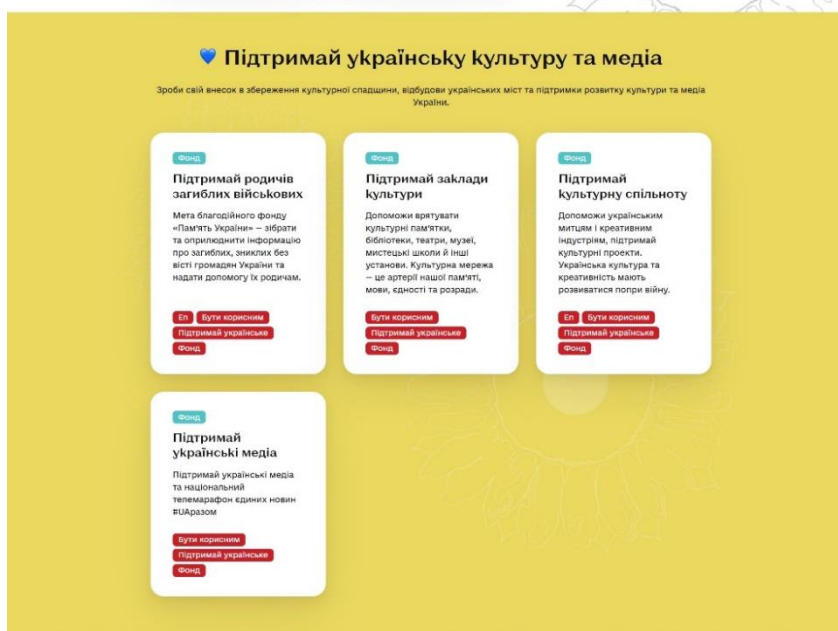 💙 Підтримай українську культуру та медіа
Зроби свій внесок в збереження культурної спадщини, відбудови українських міст та підтримки розвитку культури та медіа
України.
Фонд
Підтримай родичів
загиблих військових
Мета благодійного фонду
«Пам'ять України» — зібрати
та оприлюднити інформацію
про загиблих, зниклих без
вісті громадян України та
надати допомогу їх родичам.
En Бути корисним
Підтримай українське
Фонд
Фонд
Підтримай заклади
культури
Допоможи врятувати
культурні пам'ятки,
бібліотеки, театри, музеї,
мистецькі школи й інші
установи. Культурна мережа
— це артерії нашої пам'яті,
мови, єдності та розради.
Бути корисним
Підтримай українське
Фонд
Фонд
Підтримай
культурну спільноту
Допоможи українським
митцям і креативним
індустріям, підтримай
культурні проекти.
Українська культура та
креативність мають
розвиватися попри війну.
En Бути корисним
Підтримай українське
Фонд
Фонд
Підтримай
українські медіа
Підтримай українські медіа
та національний
телемарафон єдиних новин
#UAразом
Бути корисним
Підтримай українське
Фонд